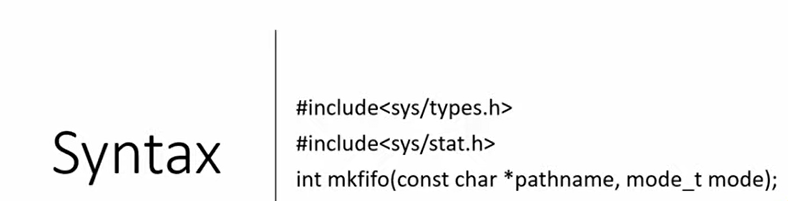 Syntax
#include<sys/types.h>
#include<sys/stat.h>
int mkfifo(const char *pathname, mode_t mode);